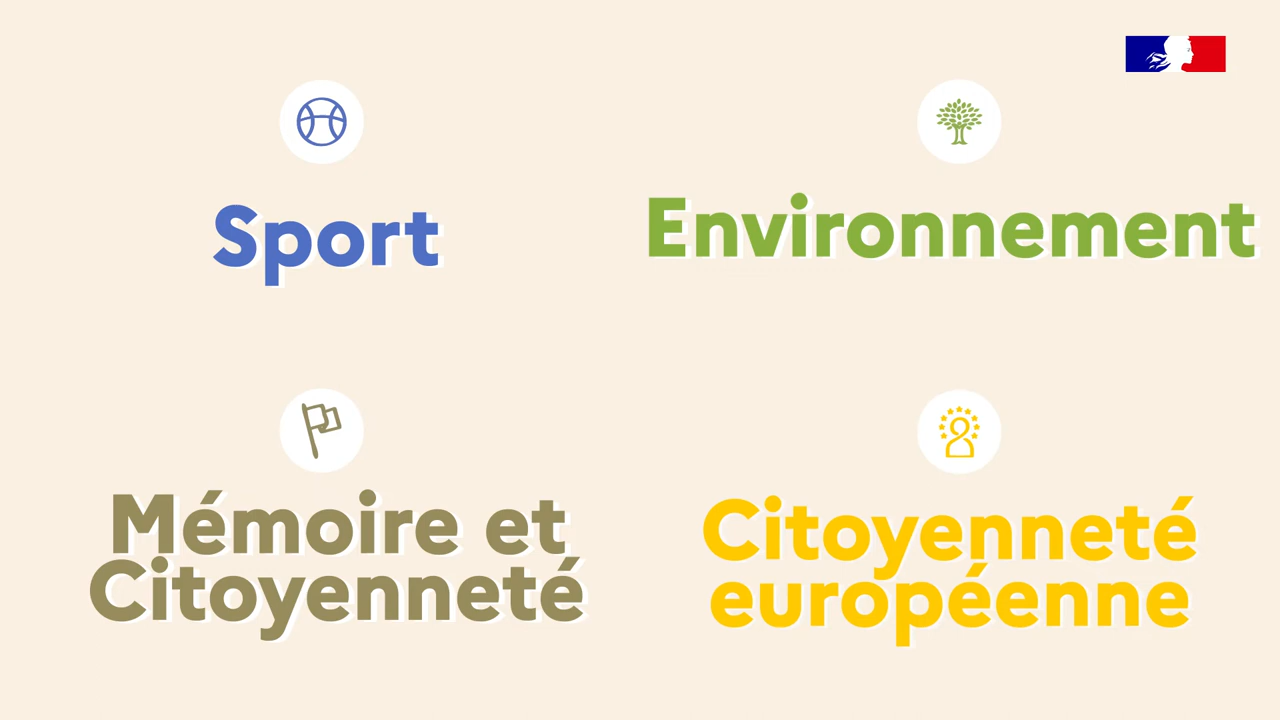 Sport
Environnement
Mémoire et
Citoyenneté
Citoyenneté
européenne